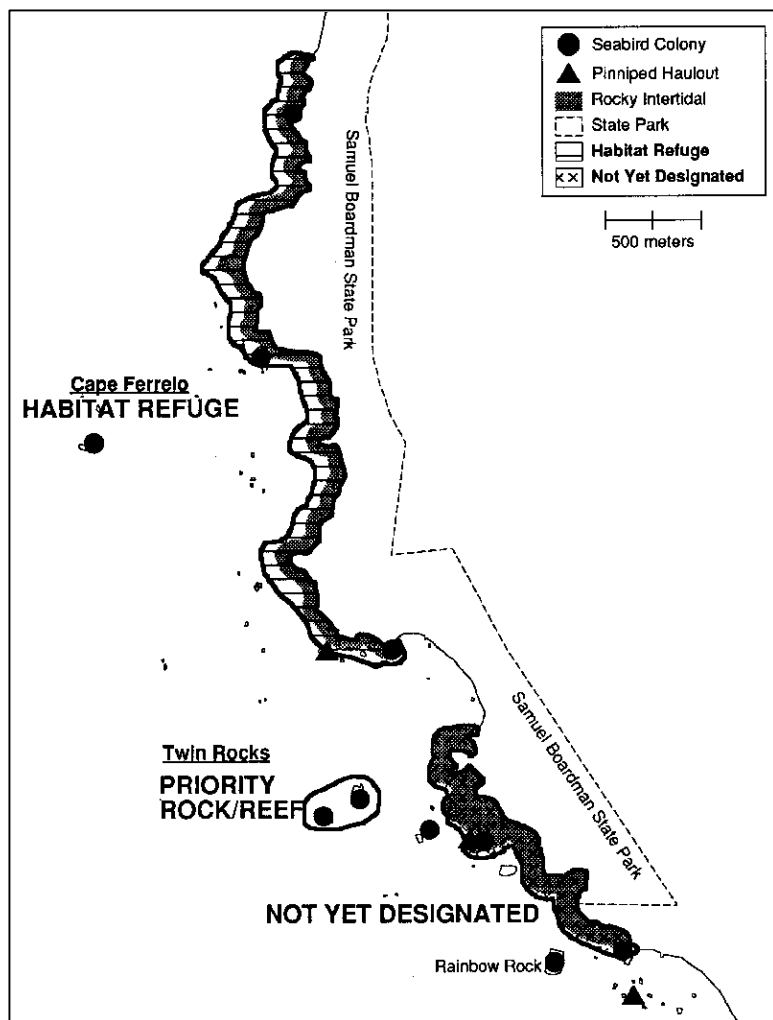 Seabird Colony
Pinniped Haulout
Rocky Intertidal
State Park
Habitat Refuge
Not Yet Designated
500 meters
Samuel Boardman State Park
Cape Ferrelo
HABITAT REFUGE
Samuel Boardman State Park
Twin Rocks
PRIORITY
ROCK/REEF
NOT YET DESIGNATED
Rainbow Rock